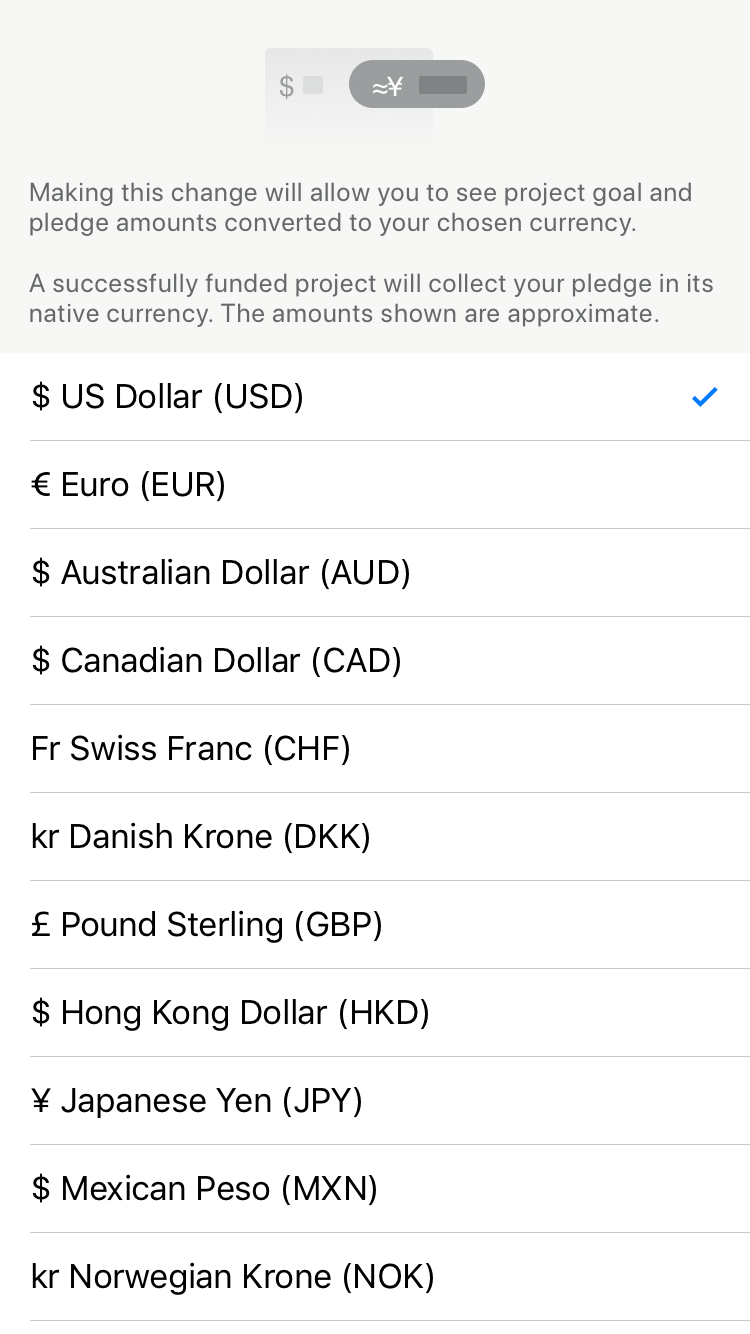 $ ≈¥
Making this change will allow you to see project goal and
pledge amounts converted to your chosen currency.
A successfully funded project will collect your pledge in its
native currency. The amounts shown are approximate.
$ US Dollar (USD)
€ Euro (EUR)
$ Australian Dollar (AUD)
$ Canadian Dollar (CAD)
Fr Swiss Franc (CHF)
kr Danish Krone (DKK)
£ Pound Sterling (GBP)
$ Hong Kong Dollar (HKD)
¥ Japanese Yen (JPY)
$ Mexican Peso (MXN)
kr Norwegian Krone (NOK)